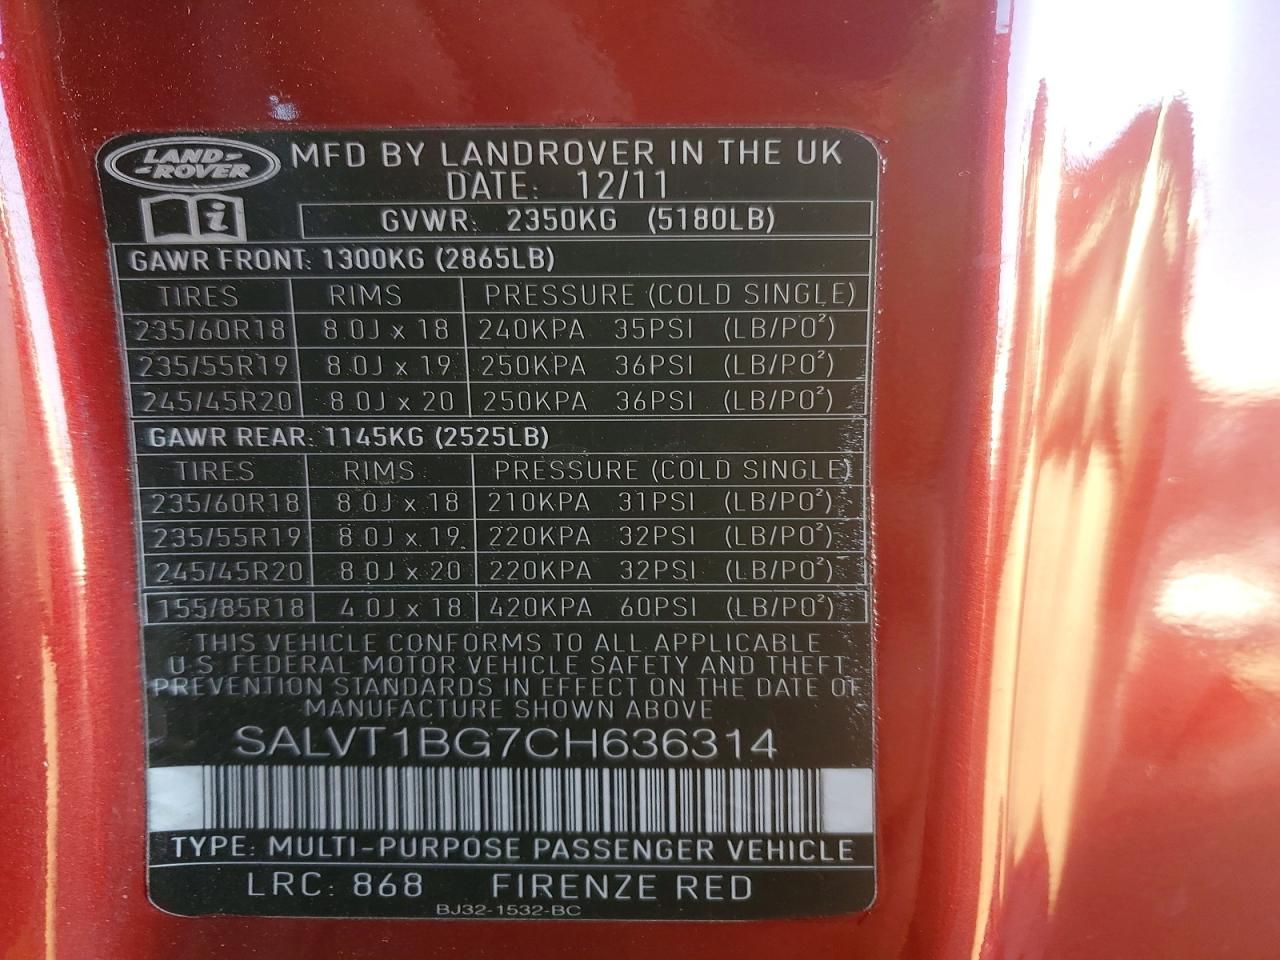 LAND-
-ROVER
MFD BY LANDROVER IN THE UK
DATE: 12/11
i
GVWR: 2350KG (5180LB)
GAWR FRONT: 1300KG (2865LB)
TIRES RIMS PRESSURE (COLD SINGLE)
235/60R18 8.0J x 18 240KPA 35PSI (LB/PO²)
235/55R19 8.0J x 19 250KPA 36PSI (LB/PO²)
245/45R20 8.0J x 20 250KPA 36PSI (LB/PO²)
GAWR REAR: 1145KG (2525LB)
TIRES RIMS PRESSURE (COLD SINGLE)
235/60R18 8.0J x 18 210KPA 31PSI (LB/PO²)
235/55R19 8.0J x 19 220KPA 32PSI (LB/PO²)
245/45R20 8.0J x 20 220KPA 32PSI (LB/PO²)
155/85R18 4.0J x 18 420KPA 60PSI (LB/PO²)
THIS VEHICLE CONFORMS TO ALL APPLICABLE
U.S. FEDERAL MOTOR VEHICLE SAFETY AND THEFT
PREVENTION STANDARDS IN EFFECT ON THE DATE OF
MANUFACTURE SHOWN ABOVE
SALVT1BG7CH636314
TYPE: MULTI-PURPOSE PASSENGER VEHICLE
LRC: 868 FIRENZE RED
BJ32-1532-BC